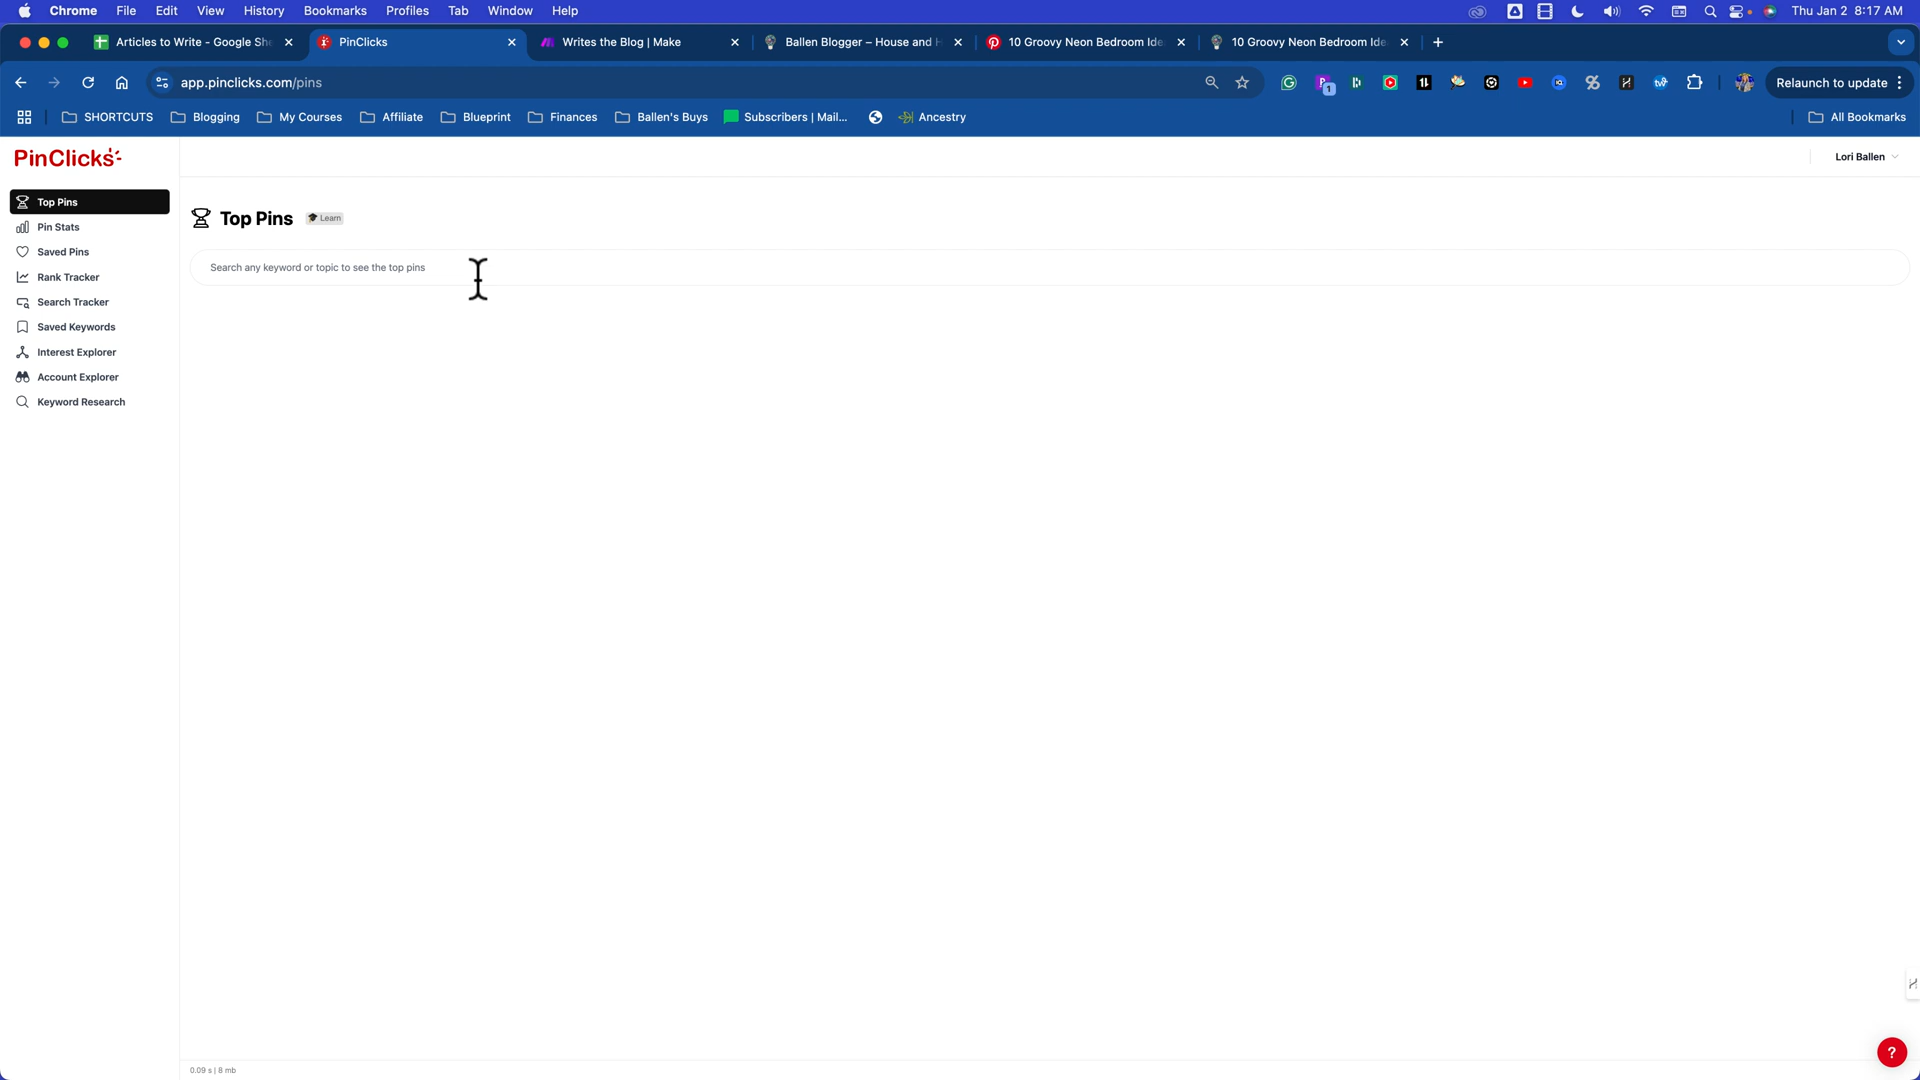 Chrome File Edit View History Bookmarks Profiles Tab Window Help Thu Jan 2 8:17 AM
Articles to Write - Google She PinClicks Writes the Blog | Make Ballen Blogger – House and H 10 Groovy Neon Bedroom Ide 10 Groovy Neon Bedroom Ide
app.pinclicks.com/pins 1 Relaunch to update
SHORTCUTS Blogging My Courses Affiliate Blueprint Finances Ballen's Buys Subscribers | Mail... Ancestry All Bookmarks
PinClicks Lori Ballen
Top Pins
Pin Stats
Saved Pins
Rank Tracker
Search Tracker
Saved Keywords
Interest Explorer
Account Explorer
Keyword Research
Top Pins Learn
Search any keyword or topic to see the top pins
?
0.09 s | 8 mb